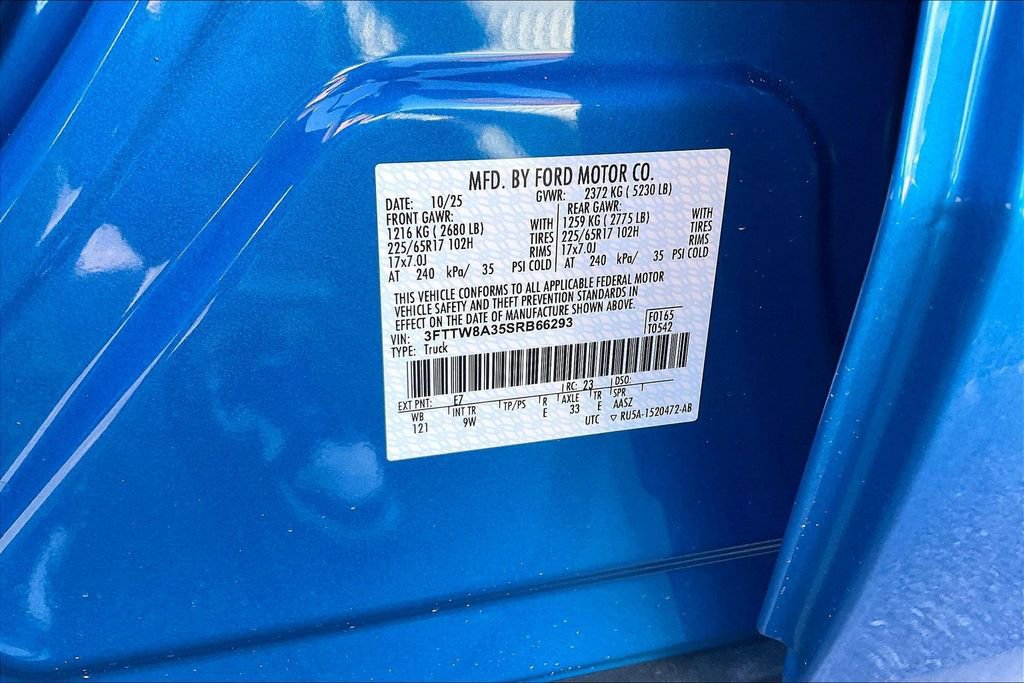 MFD. BY FORD MOTOR CO.
DATE: 10/25 GVWR: 2372 KG ( 5230 LB)
FRONT GAWR: REAR GAWR:
1216 KG ( 2680 LB) WITH 1259 KG ( 2775 LB) WITH
225/65R17 102H TIRES 225/65R17 102H TIRES
17x7.0J RIMS 17x7.0J RIMS
AT 240 kPa/ 35 PSI COLD AT 240 kPa/ 35 PSI COLD
THIS VEHICLE CONFORMS TO ALL APPLICABLE FEDERAL MOTOR
VEHICLE SAFETY AND THEFT PREVENTION STANDARDS IN
EFFECT ON THE DATE OF MANUFACTURE SHOWN ABOVE.
VIN: 3FTTW8A35SRB66293 F0165
TYPE: Truck T0542
EXT PNT: E7 RC: 23 DSO:
WB INT TR TP/PS R AXLE TR SPR
121 9W E 33 E AASZ
UTC ▽ RU5A-1520472-AB